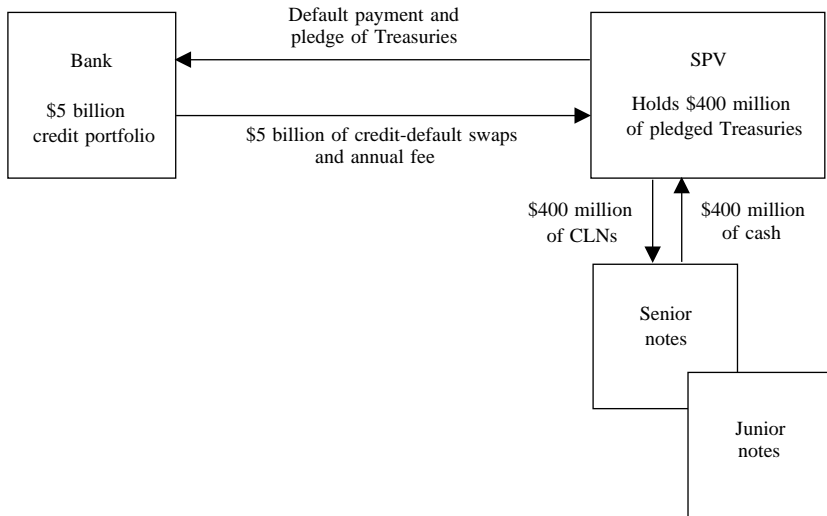 Default payment and
pledge of Treasuries
Bank
$5 billion
credit portfolio
SPV
Holds $400 million
of pledged Treasuries
$5 billion of credit-default swaps
and annual fee
$400 million
of CLNs
$400 million
of cash
Senior
notes
Junior
notes